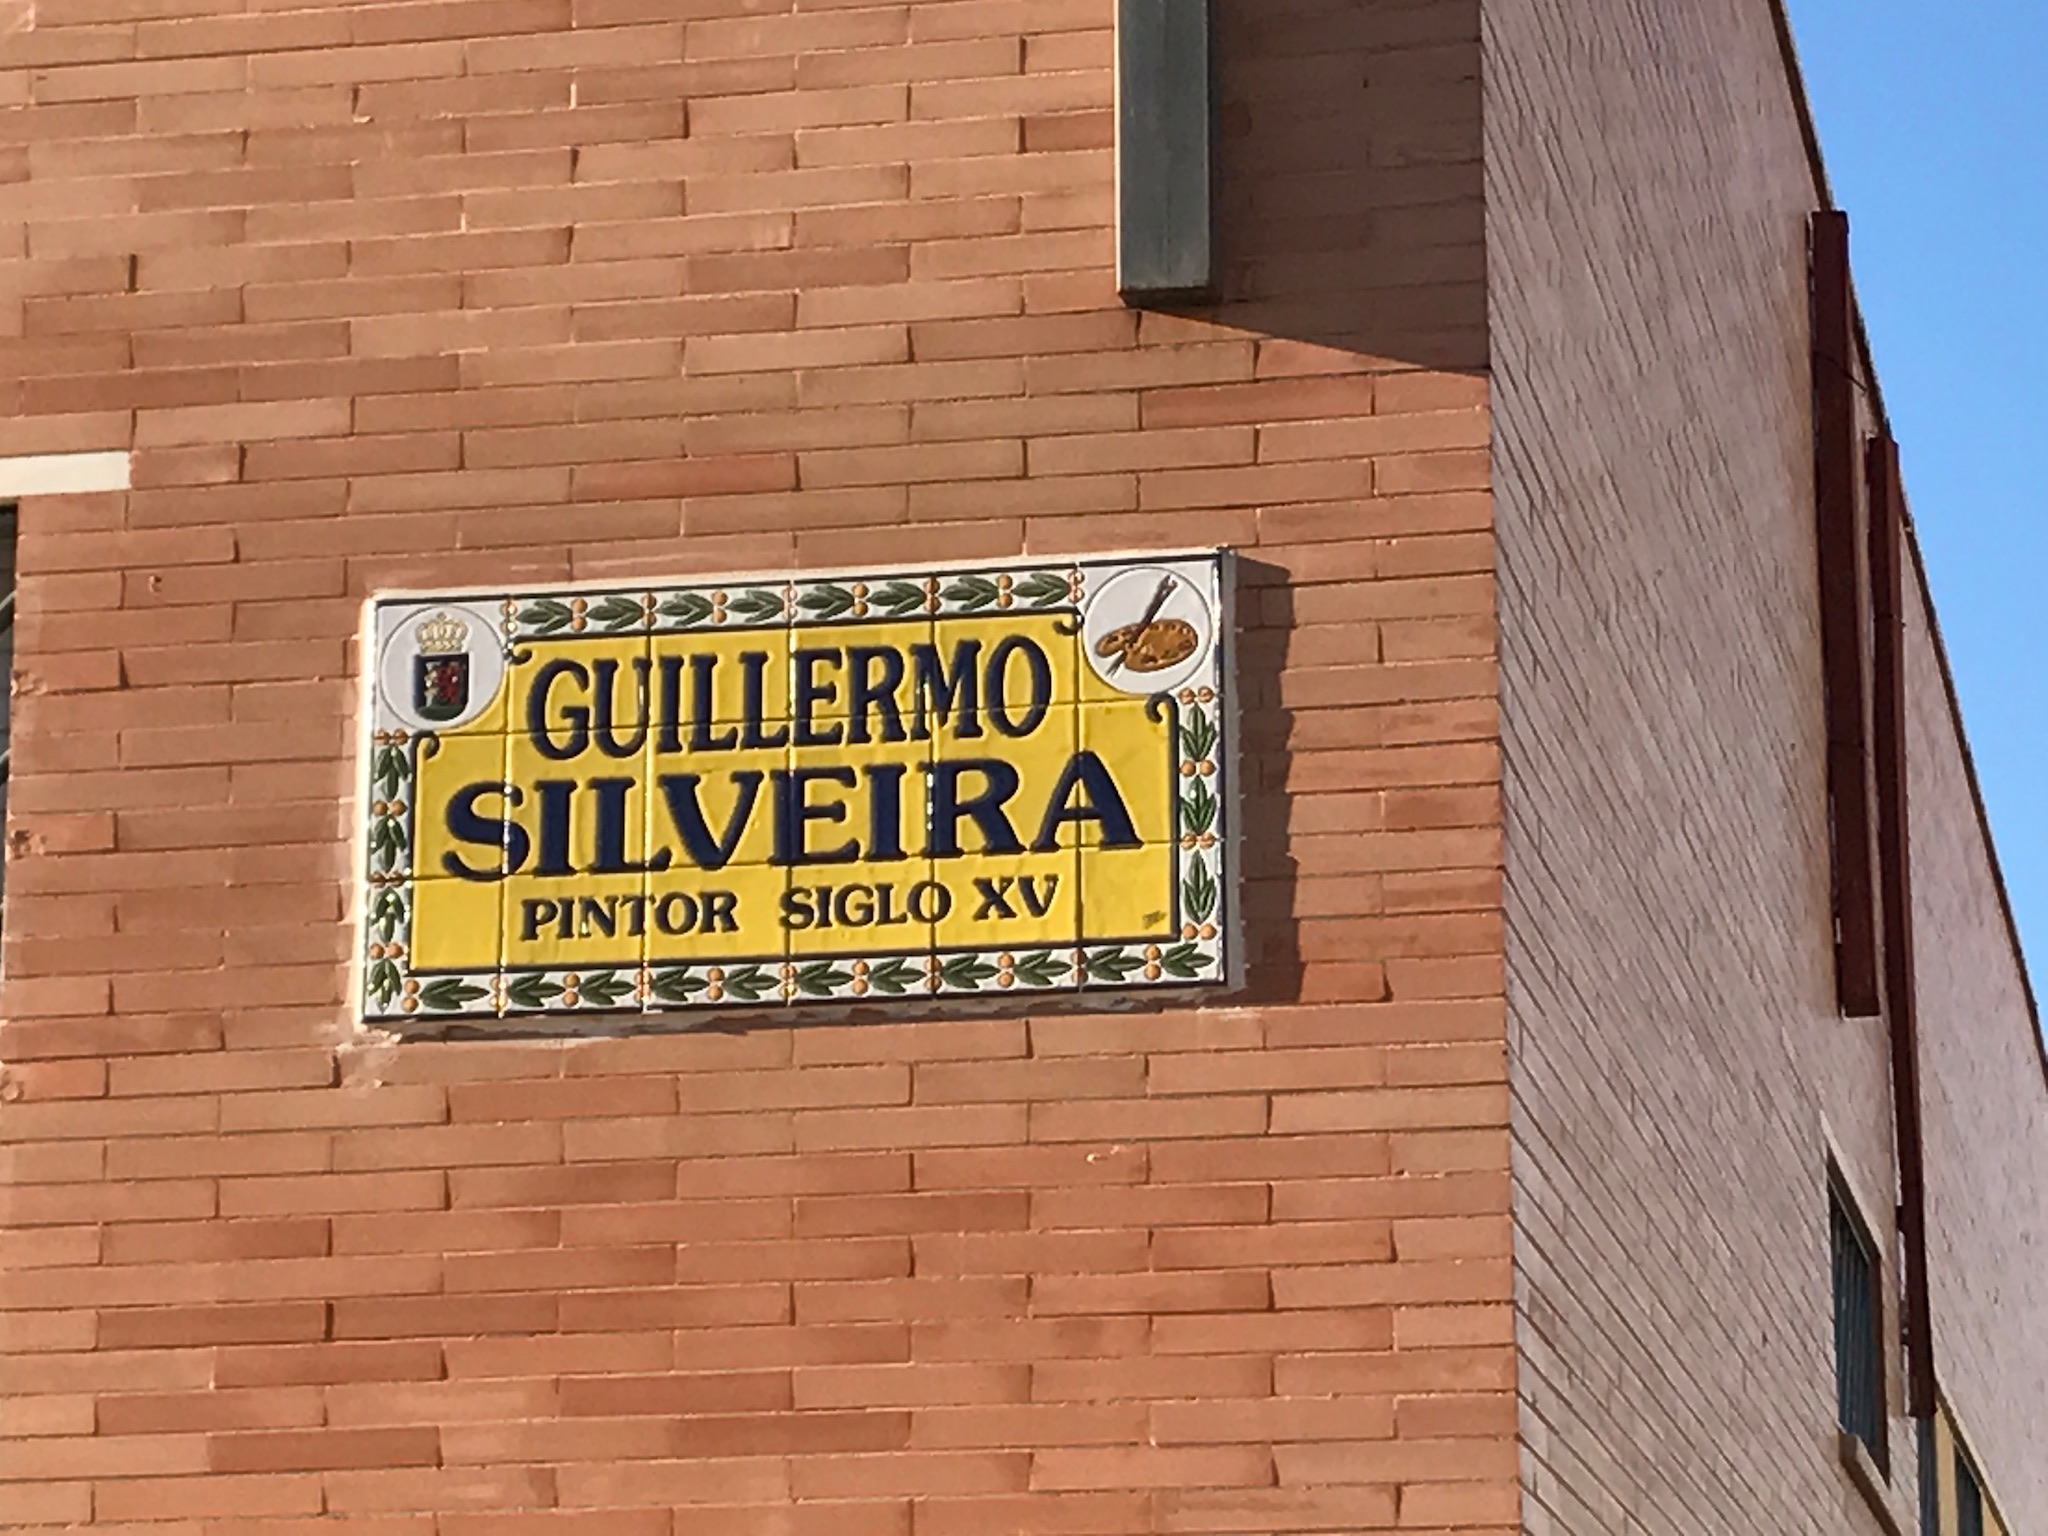 GUILLERMO
SILVEIRA
PINTOR SIGLO XV